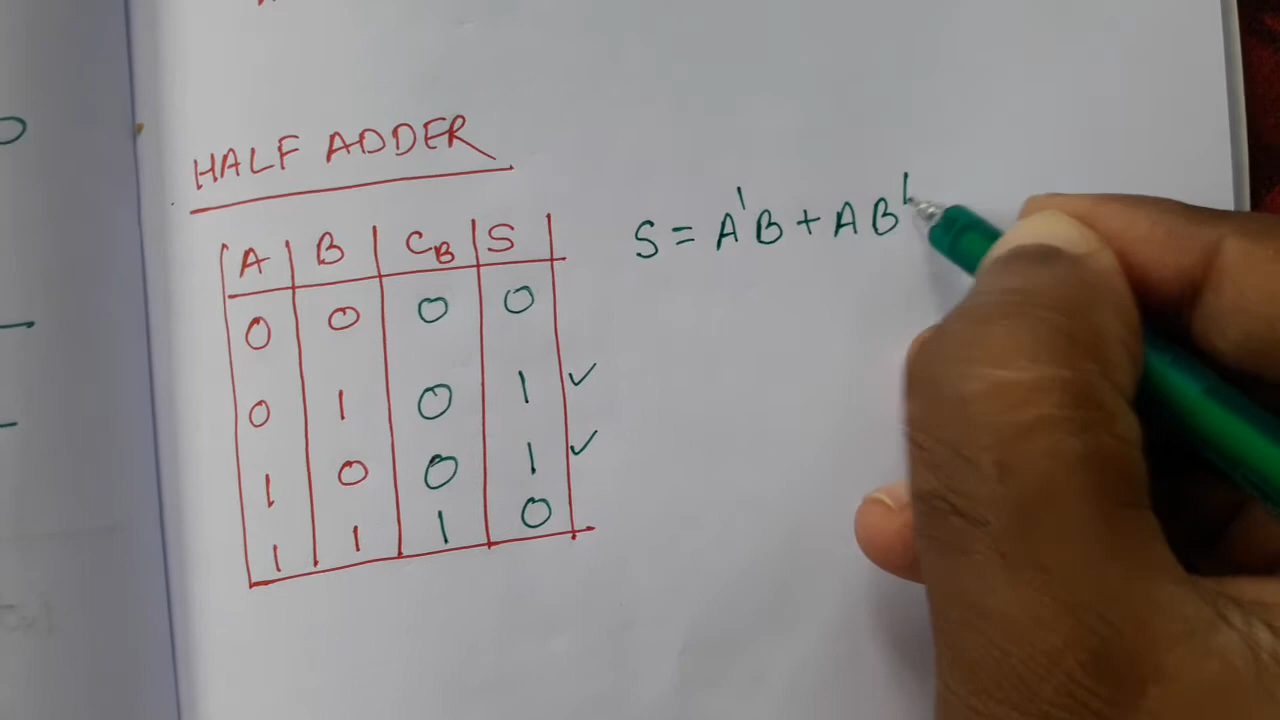 HALF ADDER
A B C_B S
0 0 0 0
0 1 0 1 ✓
1 0 0 1 ✓
1 1 1 0
S = A'B + AB'